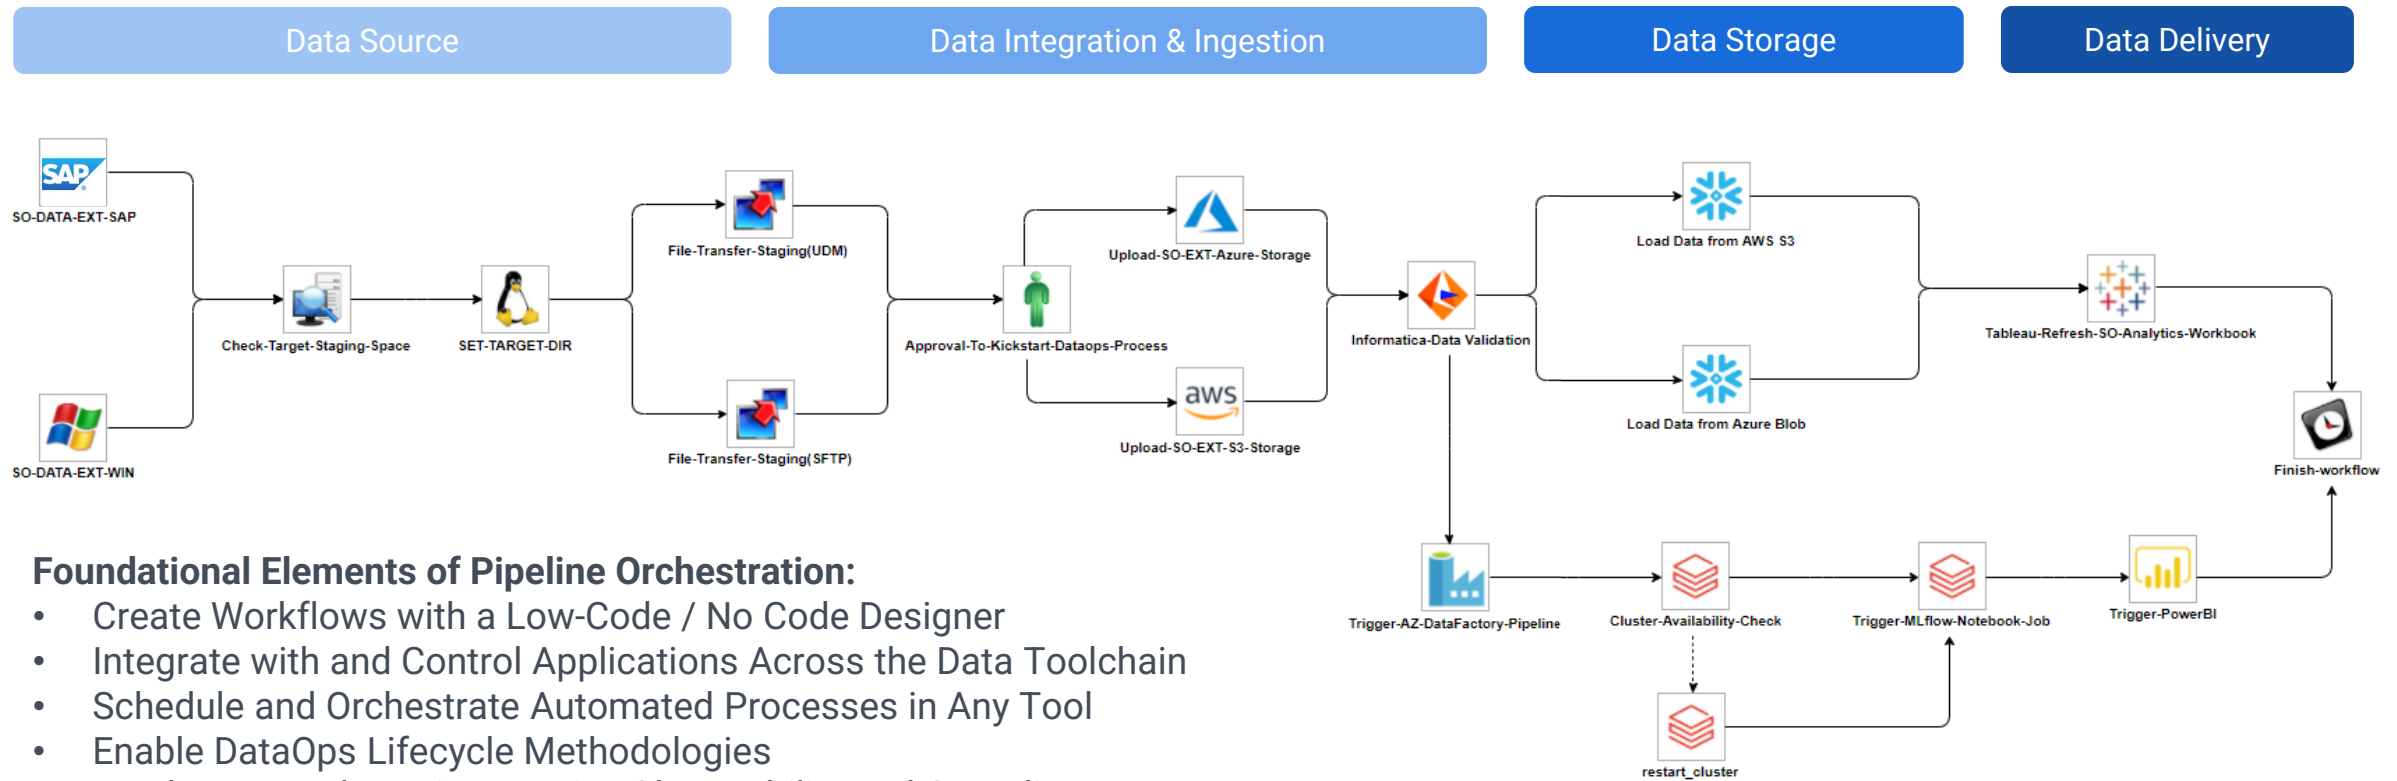 Data Source
Data Integration & Ingestion
Data Storage
Data Delivery
SAP
SO-DATA-EXT-SAP
SO-DATA-EXT-WIN
Check-Target-Staging-Space
SET-TARGET-DIR
File-Transfer-Staging(UDM)
File-Transfer-Staging(SFTP)
Approval-To-Kickstart-Dataops-Process
Upload-SO-EXT-Azure-Storage
aws
Upload-SO-EXT-S3-Storage
Informatica-Data Validation
Load Data from AWS S3
Load Data from Azure Blob
Tableau-Refresh-SO-Analytics-Workbook
Finish-workflow
Trigger-AZ-DataFactory-Pipeline
Cluster-Availability-Check
Trigger-MLflow-Notebook-Job
Trigger-PowerBI
restart_cluster
Foundational Elements of Pipeline Orchestration:
• Create Workflows with a Low-Code / No Code Designer
• Integrate with and Control Applications Across the Data Toolchain
• Schedule and Orchestrate Automated Processes in Any Tool
• Enable DataOps Lifecycle Methodologies